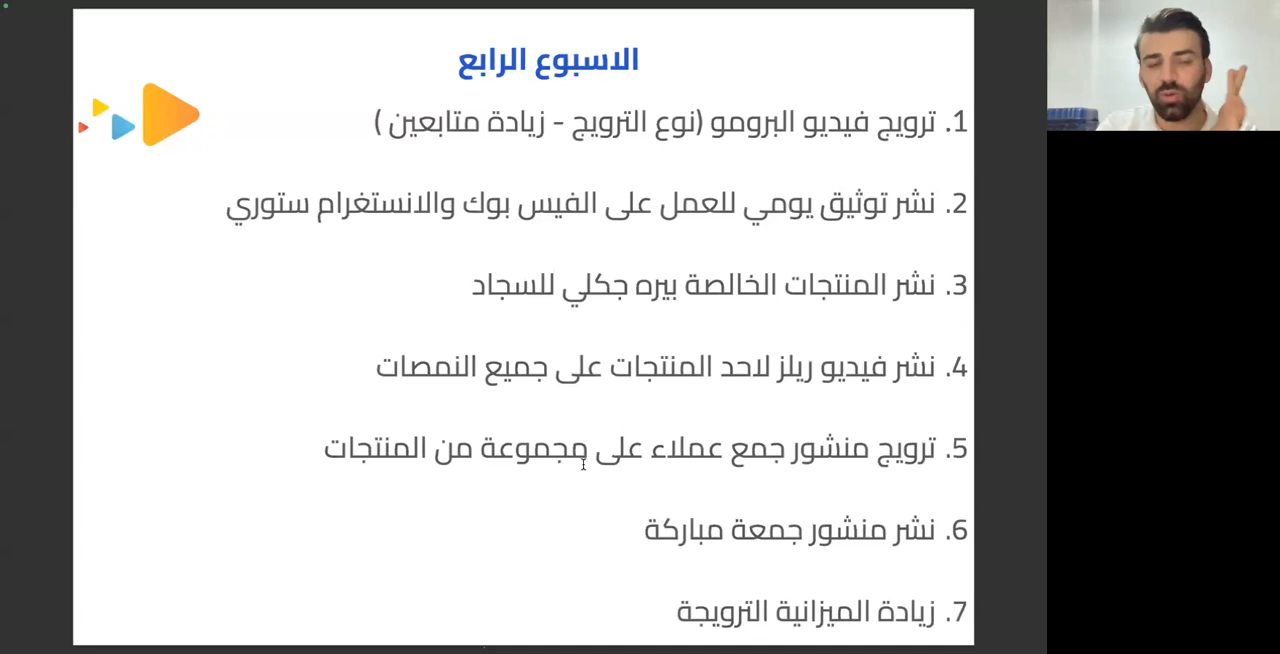 الاسبوع الرابع
1. ترويج فيديو البرومو (نوع الترويج - زيادة متابعين )
2. نشر توثيق يومي للعمل على الفيس بوك والانستغرام ستوري
3. نشر المنتجات الخالصة بيره جكلي للسجاد
4. نشر فيديو ريلز لاحد المنتجات على جميع النمصات
5. ترويج منشور جمع عملاء على مجموعة من المنتجات
6. نشر منشور جمعة مباركة
7. زيادة الميزانية الترويجة